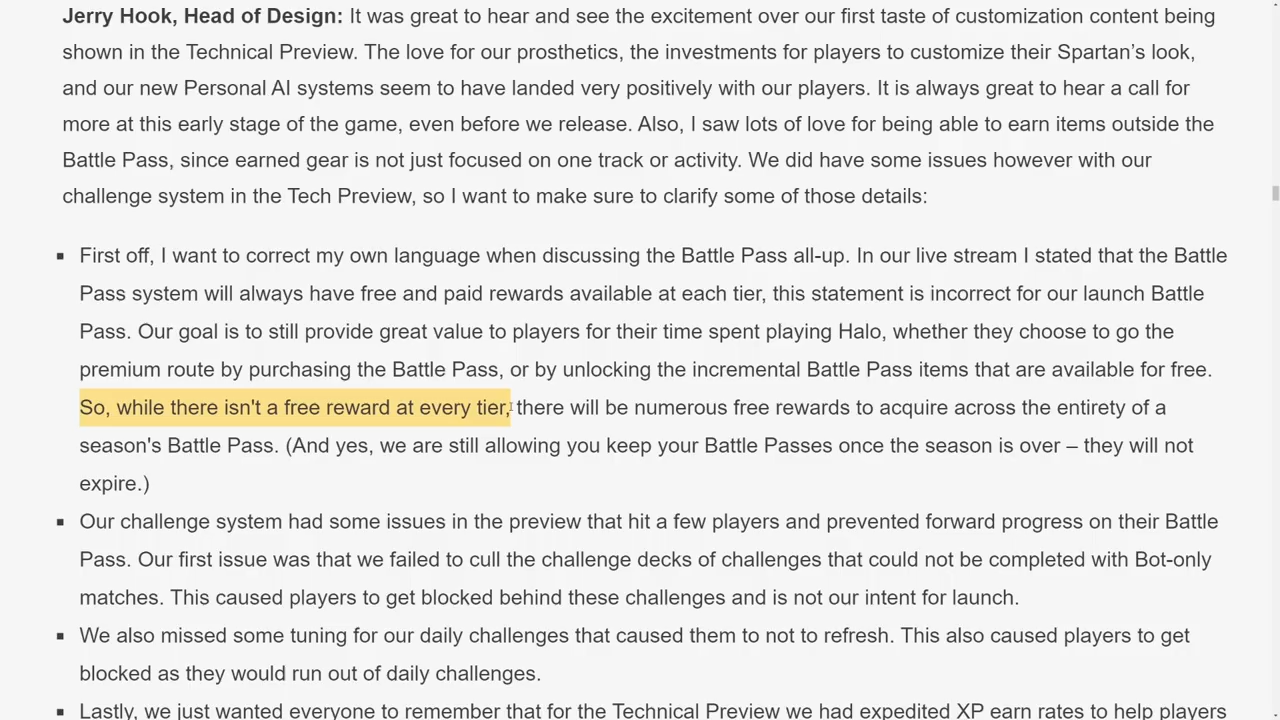 Jerry Hook, Head of Design: It was great to hear and see the excitement over our first taste of customization content being
shown in the Technical Preview. The love for our prosthetics, the investments for players to customize their Spartan’s look,
and our new Personal AI systems seem to have landed very positively with our players. It is always great to hear a call for
more at this early stage of the game, even before we release. Also, I saw lots of love for being able to earn items outside the
Battle Pass, since earned gear is not just focused on one track or activity. We did have some issues however with our
challenge system in the Tech Preview, so I want to make sure to clarify some of those details:
▪ First off, I want to correct my own language when discussing the Battle Pass all-up. In our live stream I stated that the Battle
Pass system will always have free and paid rewards available at each tier, this statement is incorrect for our launch Battle
Pass. Our goal is to still provide great value to players for their time spent playing Halo, whether they choose to go the
premium route by purchasing the Battle Pass, or by unlocking the incremental Battle Pass items that are available for free.
So, while there isn't a free reward at every tier, there will be numerous free rewards to acquire across the entirety of a
season's Battle Pass. (And yes, we are still allowing you keep your Battle Passes once the season is over – they will not
expire.)
▪ Our challenge system had some issues in the preview that hit a few players and prevented forward progress on their Battle
Pass. Our first issue was that we failed to cull the challenge decks of challenges that could not be completed with Bot-only
matches. This caused players to get blocked behind these challenges and is not our intent for launch.
▪ We also missed some tuning for our daily challenges that caused them to not to refresh. This also caused players to get
blocked as they would run out of daily challenges.
▪ Lastly, we just wanted everyone to remember that for the Technical Preview we had expedited XP earn rates to help players